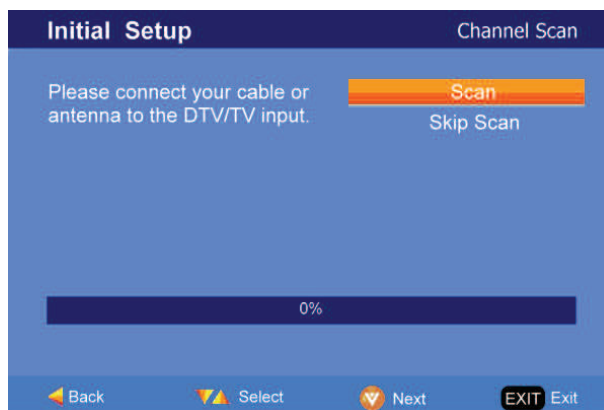 Initial Setup
Channel Scan
Please connect your cable or
antenna to the DTV/TV input.
Scan
Skip Scan
0%
Back
Select
V Next
EXIT Exit